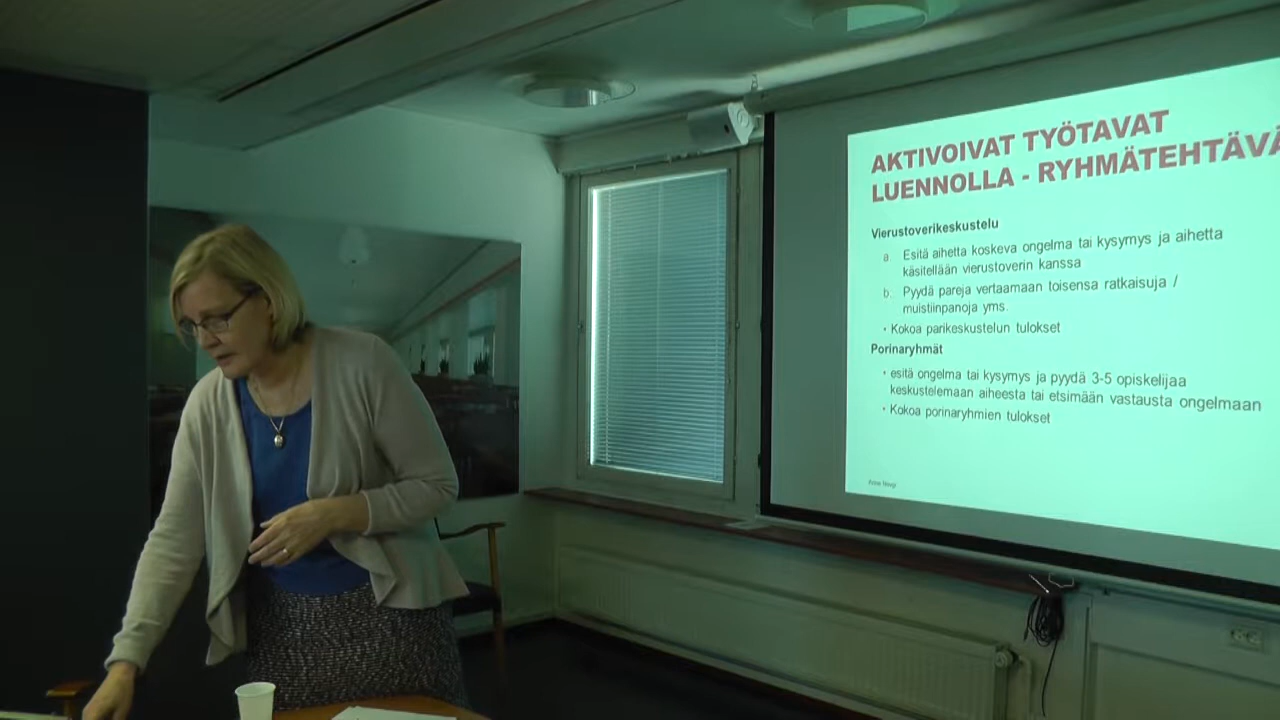 AKTIVOIVAT TYÖTAVAT
LUENNOLLA - RYHMÄTEHTÄVÄ
Vierustoverikeskustelu
a. Esitä aihetta koskeva ongelma tai kysymys ja aihetta
käsitellään vierustoverin kanssa
b. Pyydä pareja vertaamaan toisensa ratkaisuja /
muistiinpanoja yms.
• Kokoa parikeskustelun tulokset
Porinaryhmät
• esitä ongelma tai kysymys ja pyydä 3-5 opiskelijaa
keskustelemaan aiheesta tai etsimään vastausta ongelmaan
• Kokoa porinaryhmien tulokset
Anne Nevgi